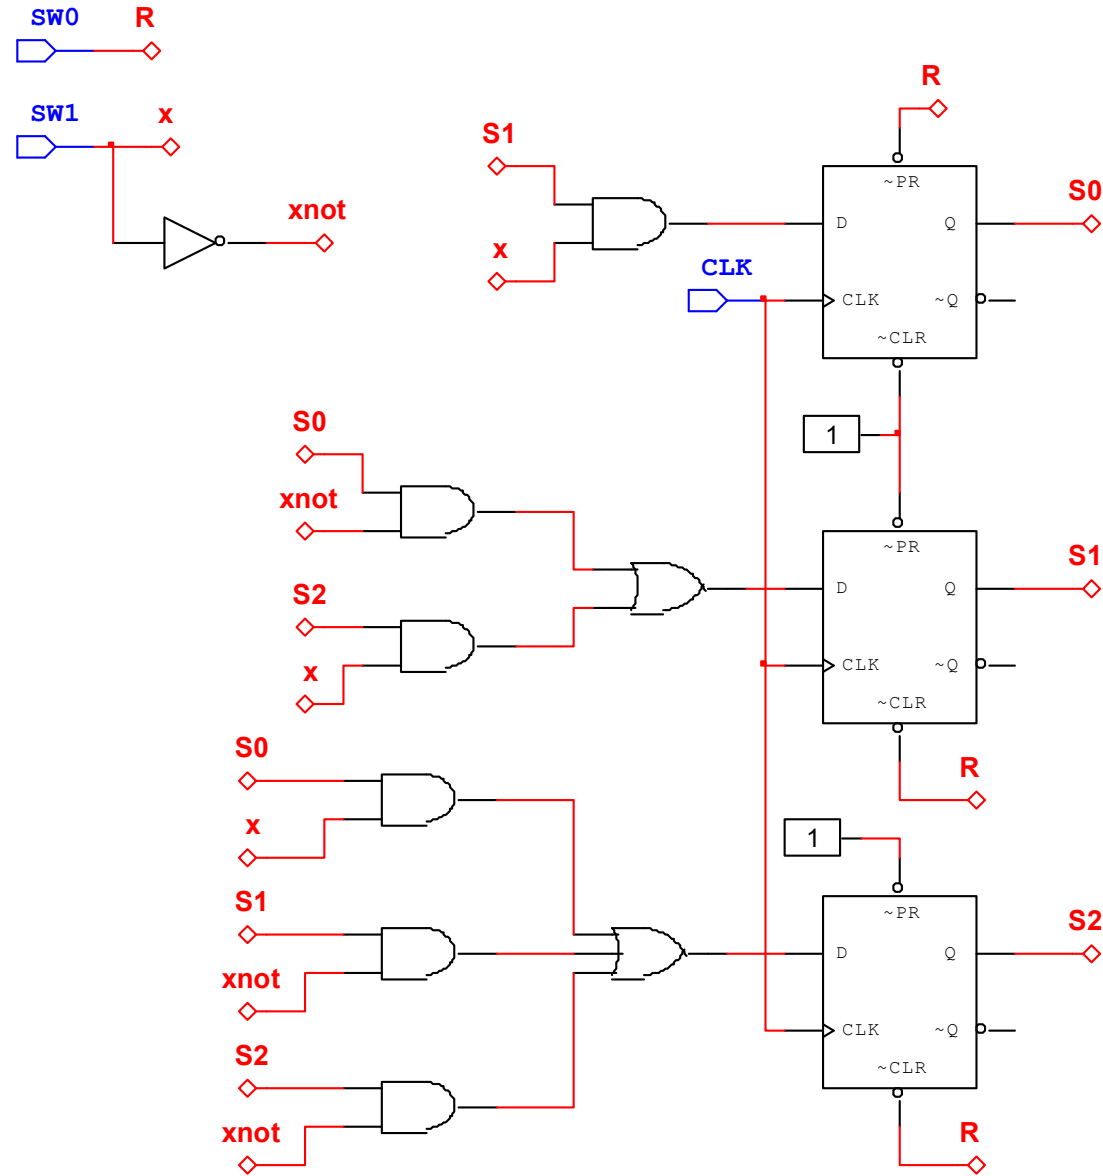 SW0 R
SW1 x
xnot
R
S1
x
~PR
D Q
CLK ~Q
~CLR
S0
CLK
1
S0
xnot
S2
x
~PR
D Q
CLK ~Q
~CLR
S1
R
S0
x
S1
xnot
S2
xnot
1
~PR
D Q
CLK ~Q
~CLR
S2
R